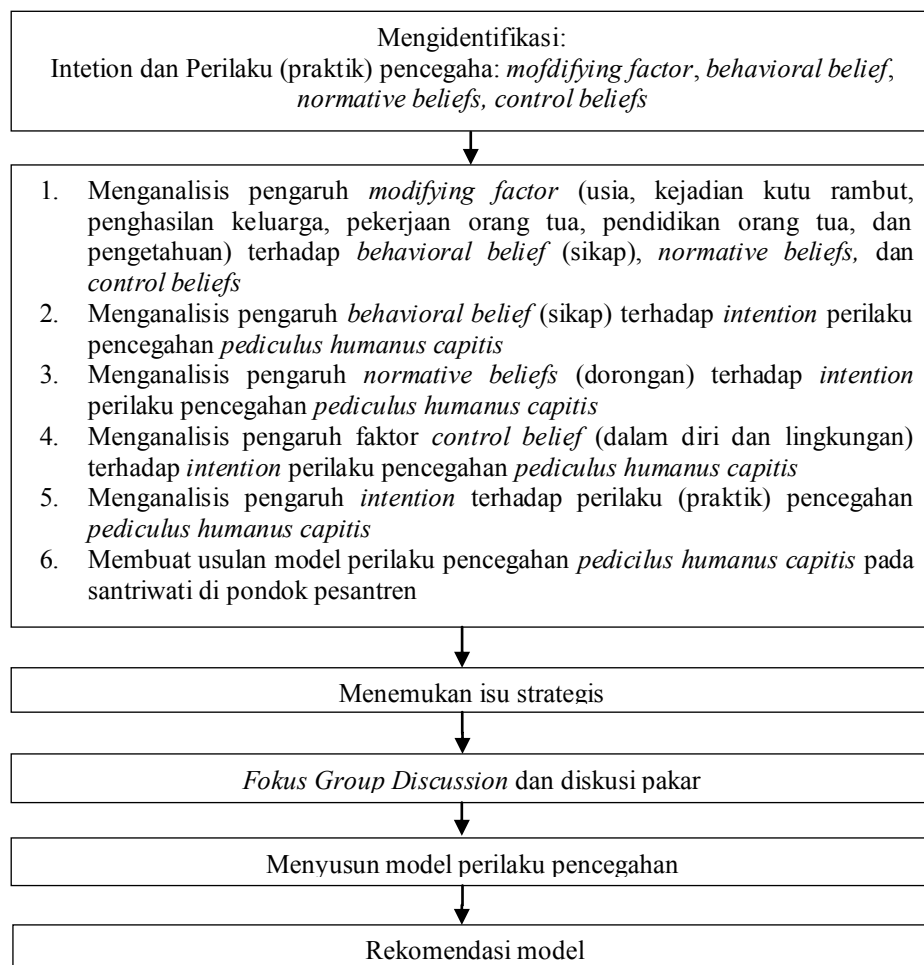 Mengidentifikasi:
Intetion dan Perilaku (praktik) pencegaha: mofdifying factor, behavioral belief,
normative beliefs, control beliefs
1. Menganalisis pengaruh modifying factor (usia, kejadian kutu rambut,
penghasilan keluarga, pekerjaan orang tua, pendidikan orang tua, dan
pengetahuan) terhadap behavioral belief (sikap), normative beliefs, dan
control beliefs
2. Menganalisis pengaruh behavioral belief (sikap) terhadap intention perilaku
pencegahan pediculus humanus capitis
3. Menganalisis pengaruh normative beliefs (dorongan) terhadap intention
perilaku pencegahan pediculus humanus capitis
4. Menganalisis pengaruh faktor control belief (dalam diri dan lingkungan)
terhadap intention perilaku pencegahan pediculus humanus capitis
5. Menganalisis pengaruh intention terhadap perilaku (praktik) pencegahan
pediculus humanus capitis
6. Membuat usulan model perilaku pencegahan pedicilus humanus capitis pada
santriwati di pondok pesantren
Menemukan isu strategis
Fokus Group Discussion dan diskusi pakar
Menyusun model perilaku pencegahan
Rekomendasi model